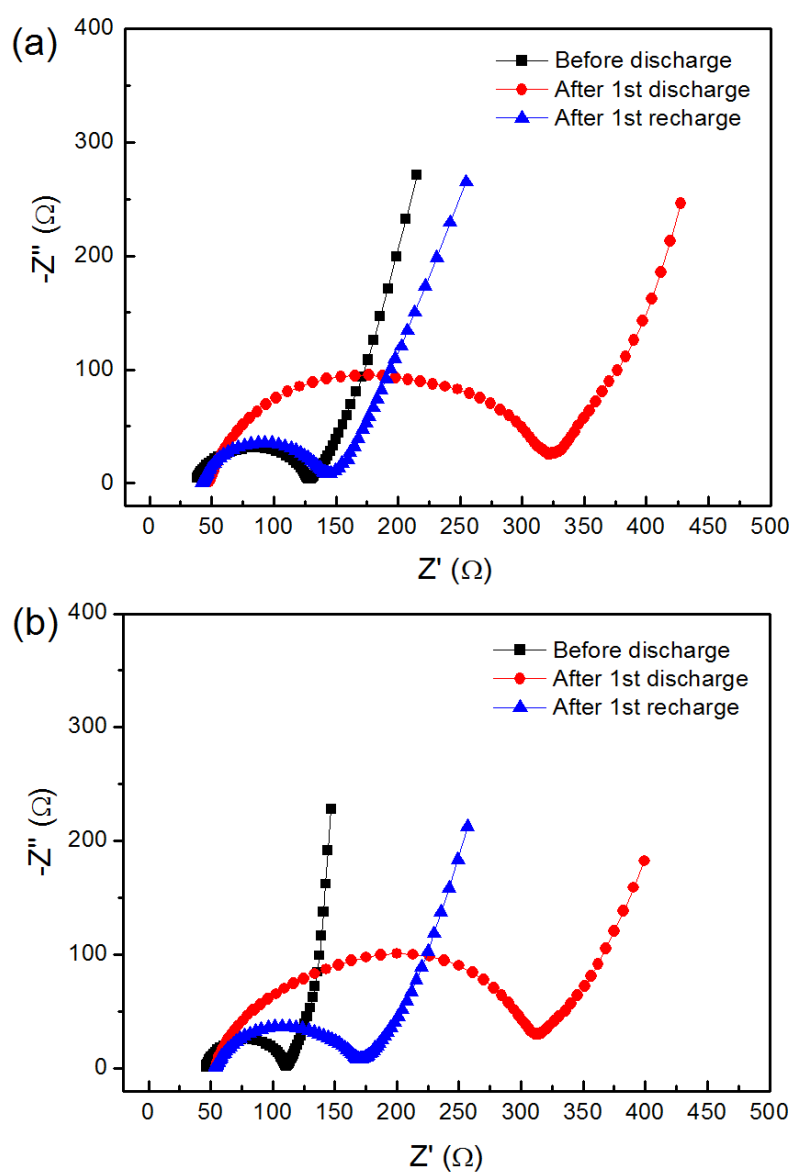 (a)
400
300
200
100
0
-Z'' (Ω)
Before discharge
After 1st discharge
After 1st recharge
0 50 100 150 200 250 300 350 400 450 500
Z' (Ω)
(b)
400
300
200
100
0
-Z'' (Ω)
Before discharge
After 1st discharge
After 1st recharge
0 50 100 150 200 250 300 350 400 450 500
Z' (Ω)